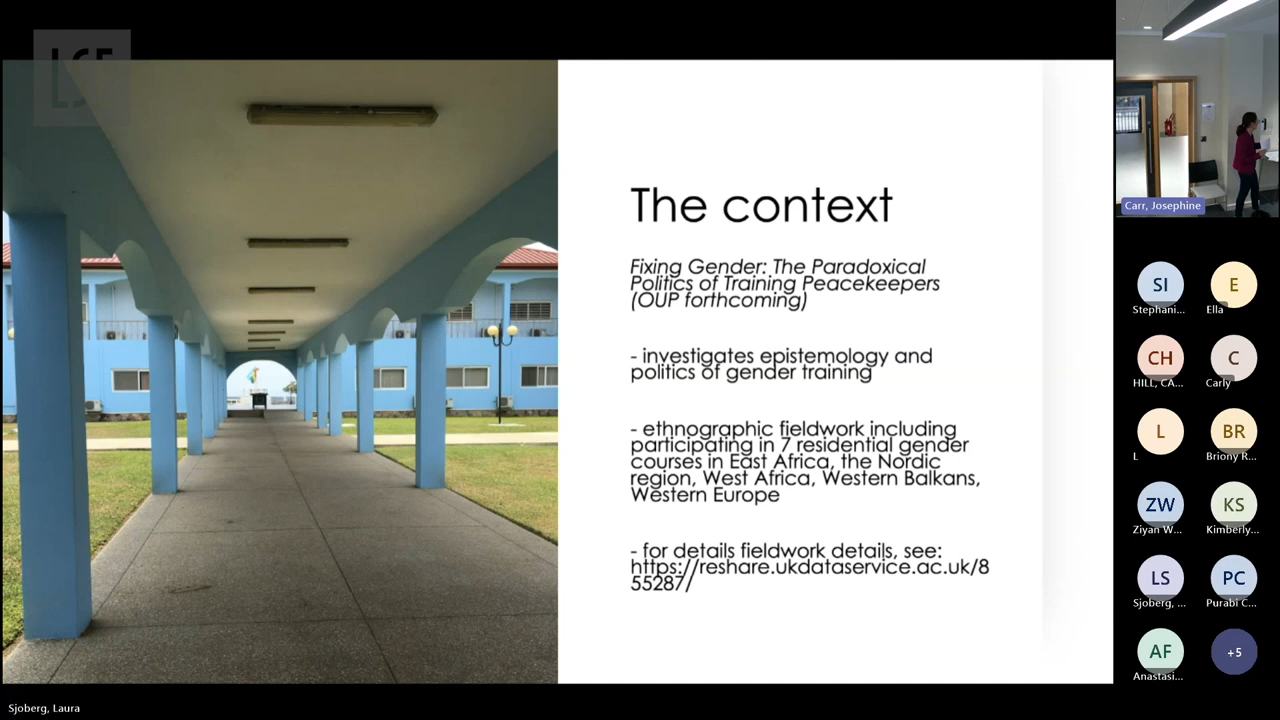 LSE
The context
Fixing Gender: The Paradoxical
Politics of Training Peacekeepers
(OUP forthcoming)
- investigates epistemology and
politics of gender training
- ethnographic fieldwork including
participating in 7 residential gender
courses in East Africa, the Nordic
region, West Africa, Western Balkans,
Western Europe
- for details fieldwork details, see:
https://reshare.ukdataservice.ac.uk/8
55287/
Carr, Josephine
SI
Stephani...
E
Ella
CH
HILL, CA...
C
Carly
L
L
BR
Briony R...
ZW
Ziyan W...
KS
Kimberly...
LS
Sjoberg, ...
PC
Purabi C...
AF
Anastasi...
+5
Sjoberg, Laura